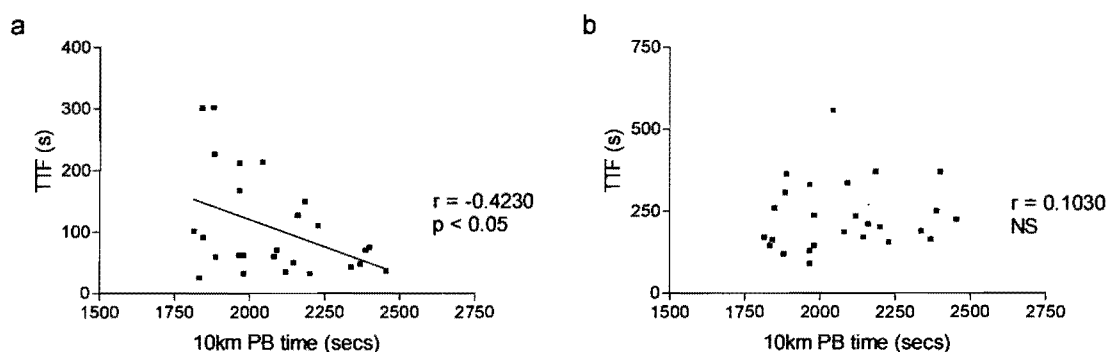 a
400
300
200
100
0
TTF (s)
1500 1750 2000 2250 2500 2750
10km PB time (secs)
r = -0.4230
p < 0.05
b
750
500
250
0
TTF (s)
1500 1750 2000 2250 2500 2750
10km PB time (secs)
r = 0.1030
NS